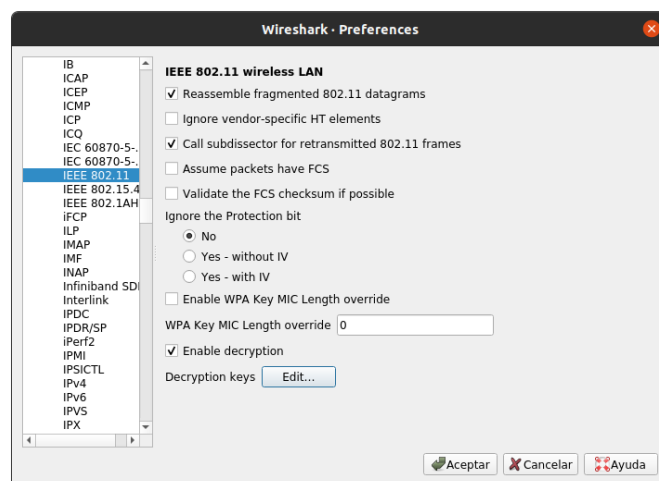 Wireshark · Preferences
IB
ICAP
ICEP
ICMP
ICP
ICQ
IEC 60870-5-.
IEC 60870-5-.
IEEE 802.11
IEEE 802.15.4
IEEE 802.1AH
iFCP
ILP
IMAP
IMF
INAP
Infiniband SDI
Interlink
IPDC
IPDR/SP
iPerf2
IPMI
IPSICTL
IPv4
IPv6
IPVS
IPX
IEEE 802.11 wireless LAN
Reassemble fragmented 802.11 datagrams
Ignore vendor-specific HT elements
Call subdissector for retransmitted 802.11 frames
Assume packets have FCS
Validate the FCS checksum if possible
Ignore the Protection bit
No
Yes - without IV
Yes - with IV
Enable WPA Key MIC Length override
WPA Key MIC Length override 0
Enable decryption
Decryption keys Edit...
Aceptar Cancelar Ayuda